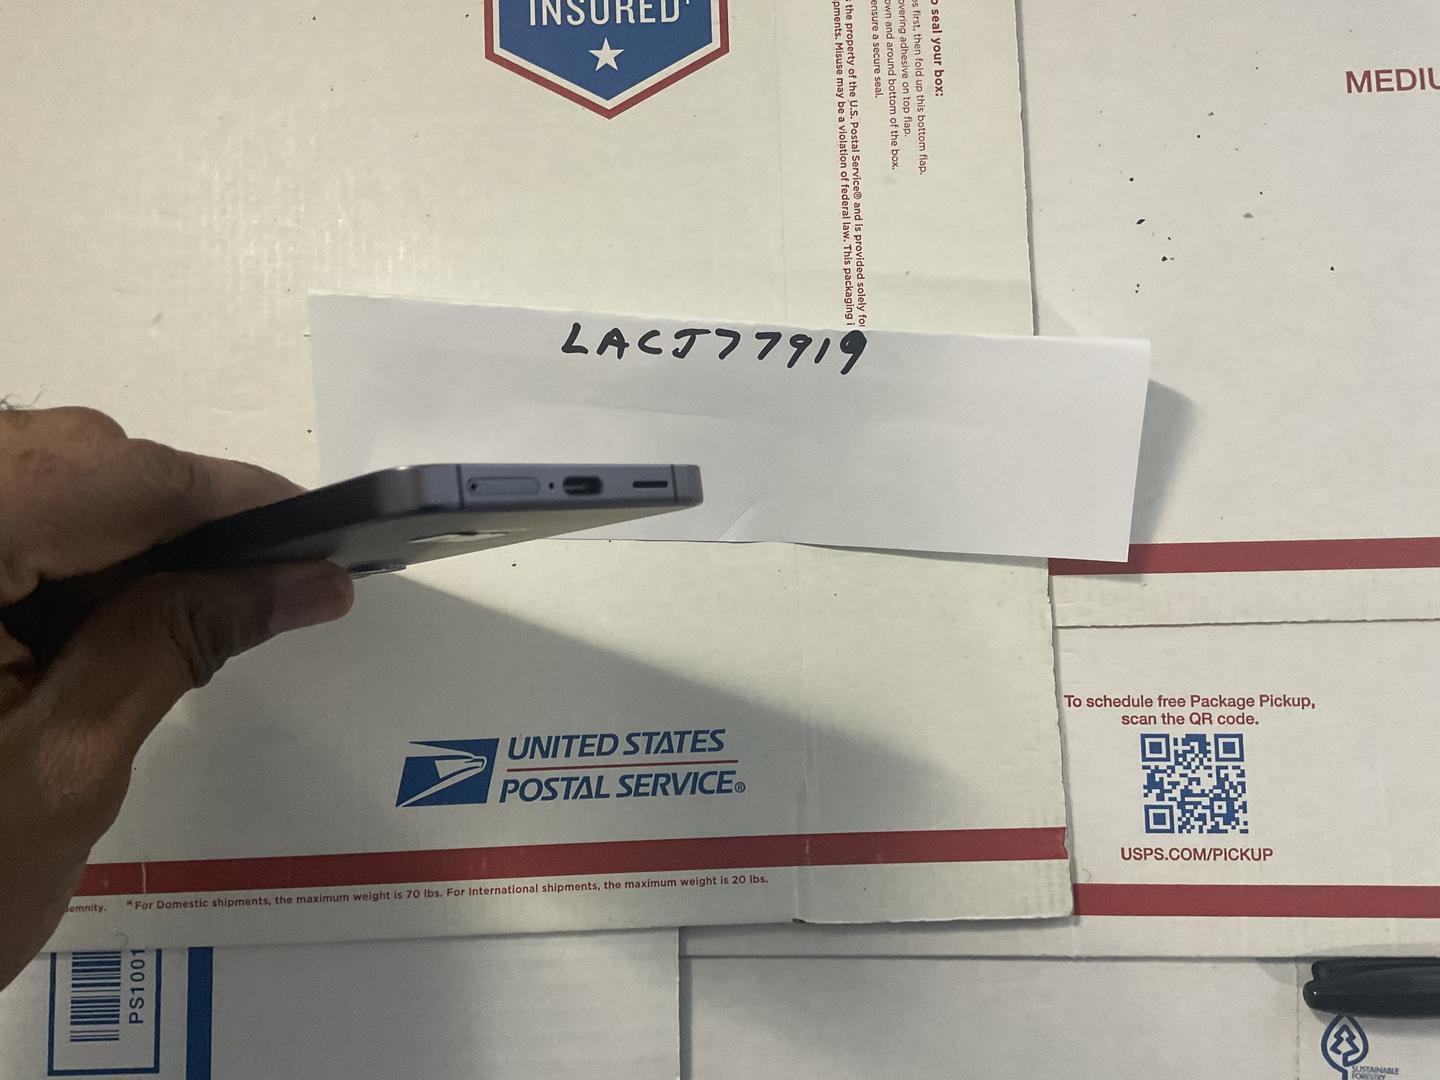 INSURED†
o seal your box:
s first, then fold up this bottom flap.
overing adhesive on top flap.
own and around bottom of the box.
ensure a secure seal.
the property of the U.S. Postal Service® and is provided solely for
pments. Misuse may be a violation of federal law. This packaging i
MEDIU
LACJ77919
UNITED STATES
POSTAL SERVICE®
To schedule free Package Pickup,
scan the QR code.
USPS.COM/PICKUP
demnity. *For Domestic shipments, the maximum weight is 70 lbs. For International shipments, the maximum weight is 20 lbs.
PS1001
SUSTAINABLE
FORESTRY